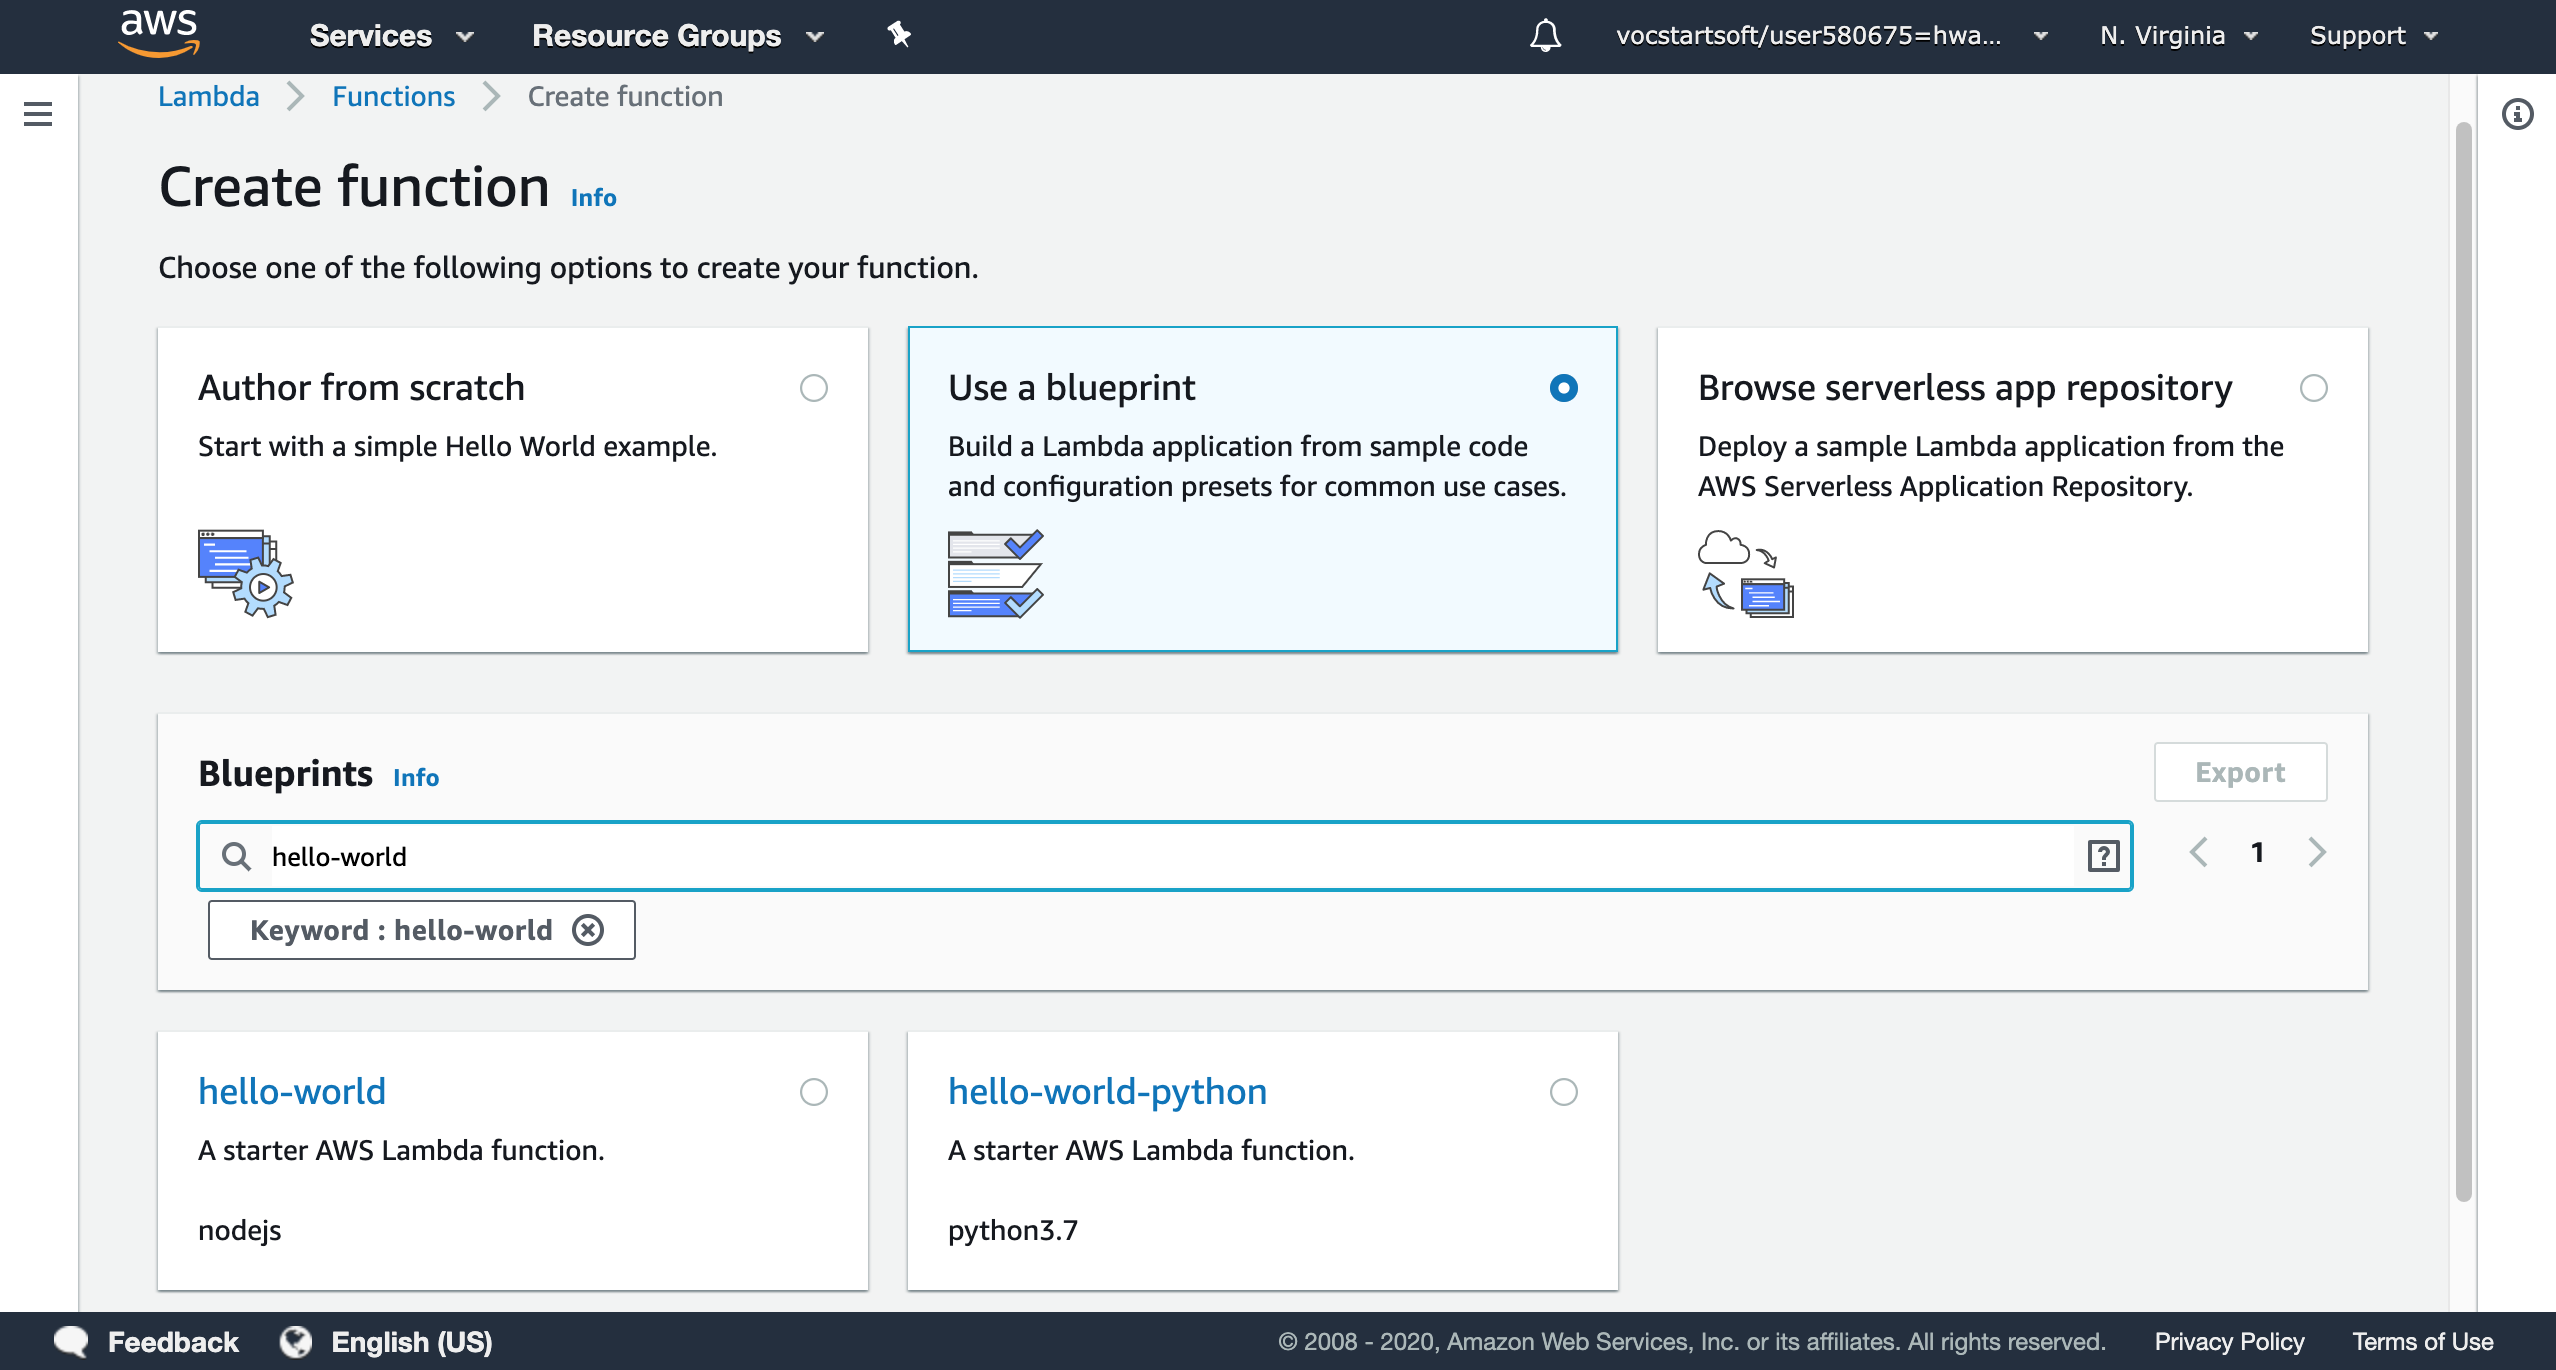 aws
Services
Resource Groups
vocstartsoft/user580675=hwa...
N. Virginia
Support
Lambda
Functions
Create function
Create function Info
Choose one of the following options to create your function.
Author from scratch
Start with a simple Hello World example.
Use a blueprint
Build a Lambda application from sample code
and configuration presets for common use cases.
Browse serverless app repository
Deploy a sample Lambda application from the
AWS Serverless Application Repository.
Blueprints Info
Export
hello-world
?
1
Keyword : hello-world
hello-world
A starter AWS Lambda function.
nodejs
hello-world-python
A starter AWS Lambda function.
python3.7
Feedback
English (US)
© 2008 - 2020, Amazon Web Services, Inc. or its affiliates. All rights reserved.
Privacy Policy
Terms of Use